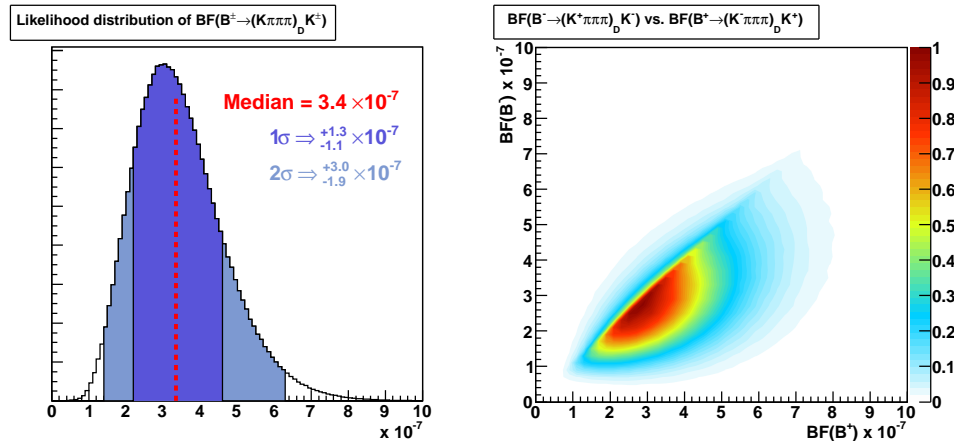 Likelihood distribution of BF(B±→(Kπππ)_D K±)
Median = 3.4 ×10⁻⁷
1σ ⇒ +1.3 -1.1 ×10⁻⁷
2σ ⇒ +3.0 -1.9 ×10⁻⁷
0 1 2 3 4 5 6 7 8 9 10
x 10⁻⁷
BF(B⁻→(K⁺πππ)_D K⁻) vs. BF(B⁺→(K⁻πππ)_D K⁺)
BF(B⁻) x 10⁻⁷
10
9
8
7
6
5
4
3
2
1
0
0 1 2 3 4 5 6 7 8 9 10
BF(B⁺) x 10⁻⁷
1
0.9
0.8
0.7
0.6
0.5
0.4
0.3
0.2
0.1
0